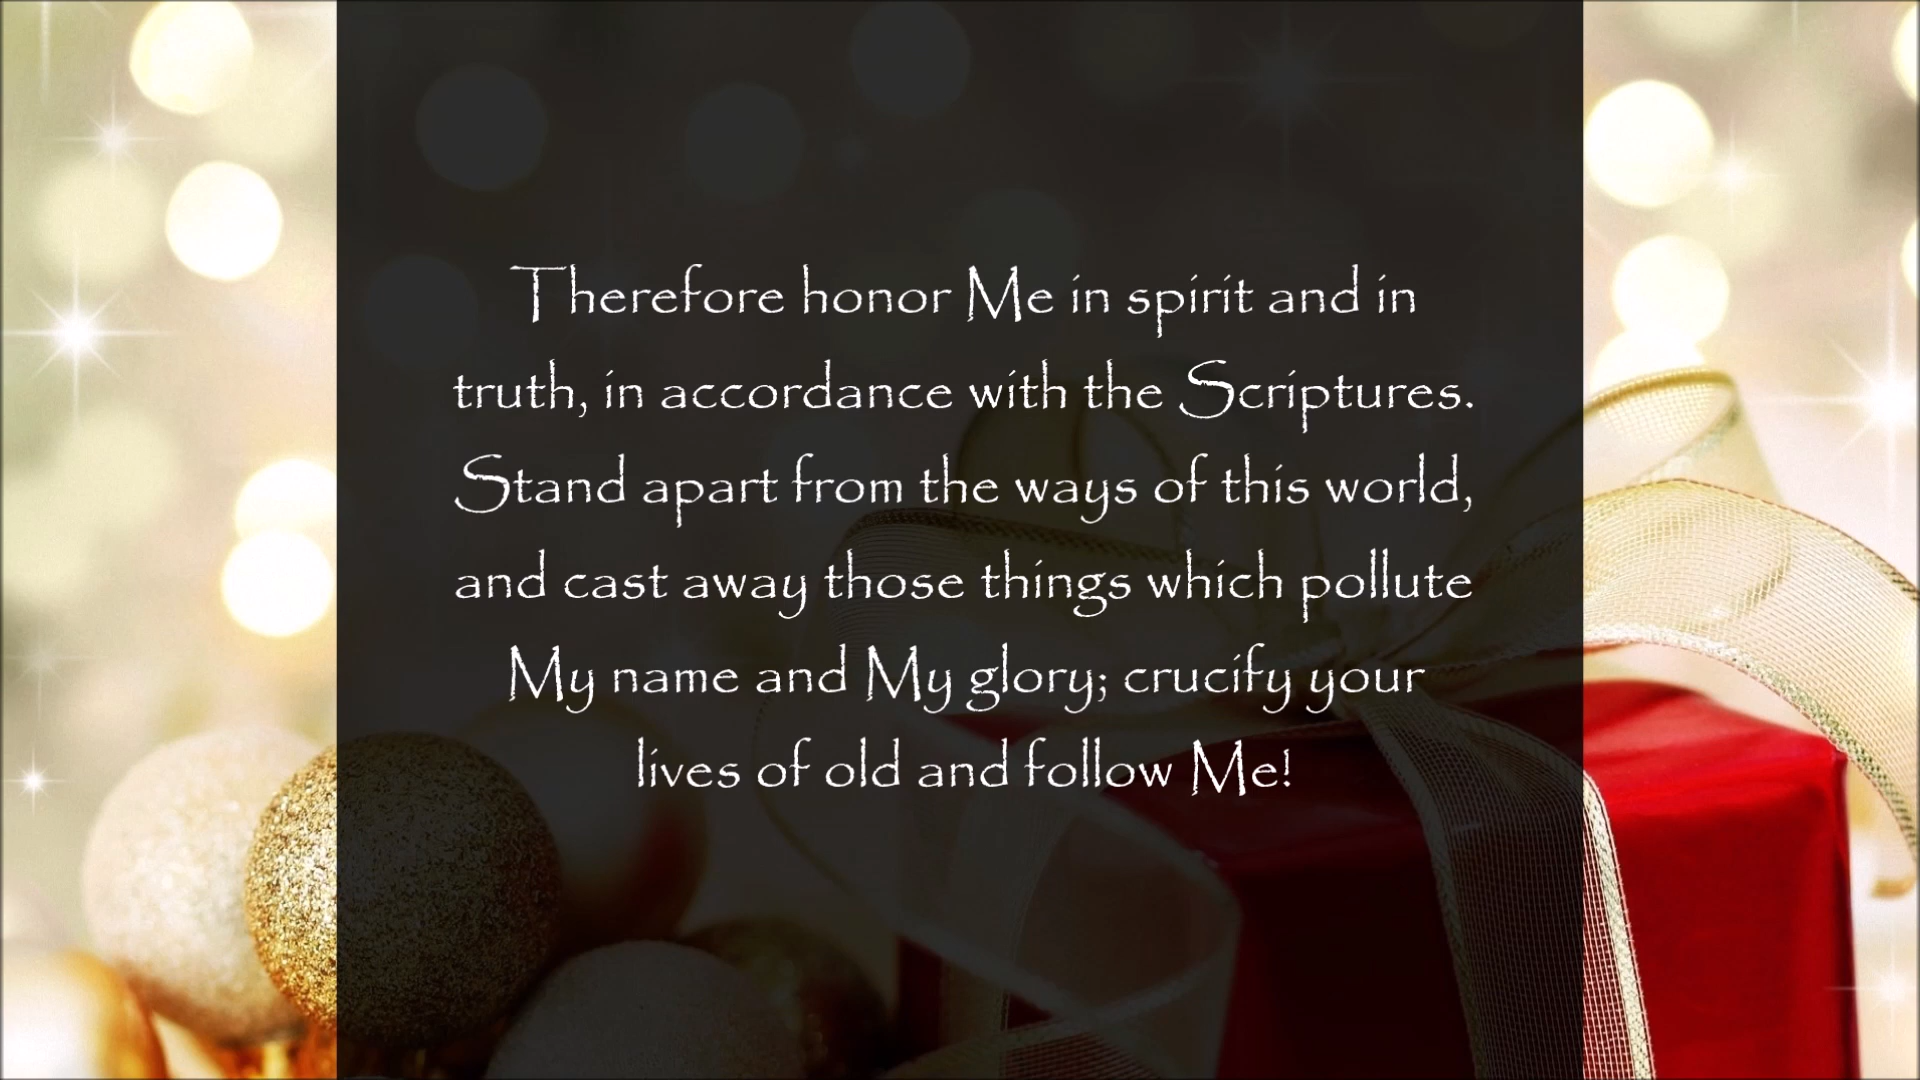 Therefore honor Me in spirit and in
truth, in accordance with the Scriptures.
Stand apart from the ways of this world,
and cast away those things which pollute
My name and My glory; crucify your
lives of old and follow Me!